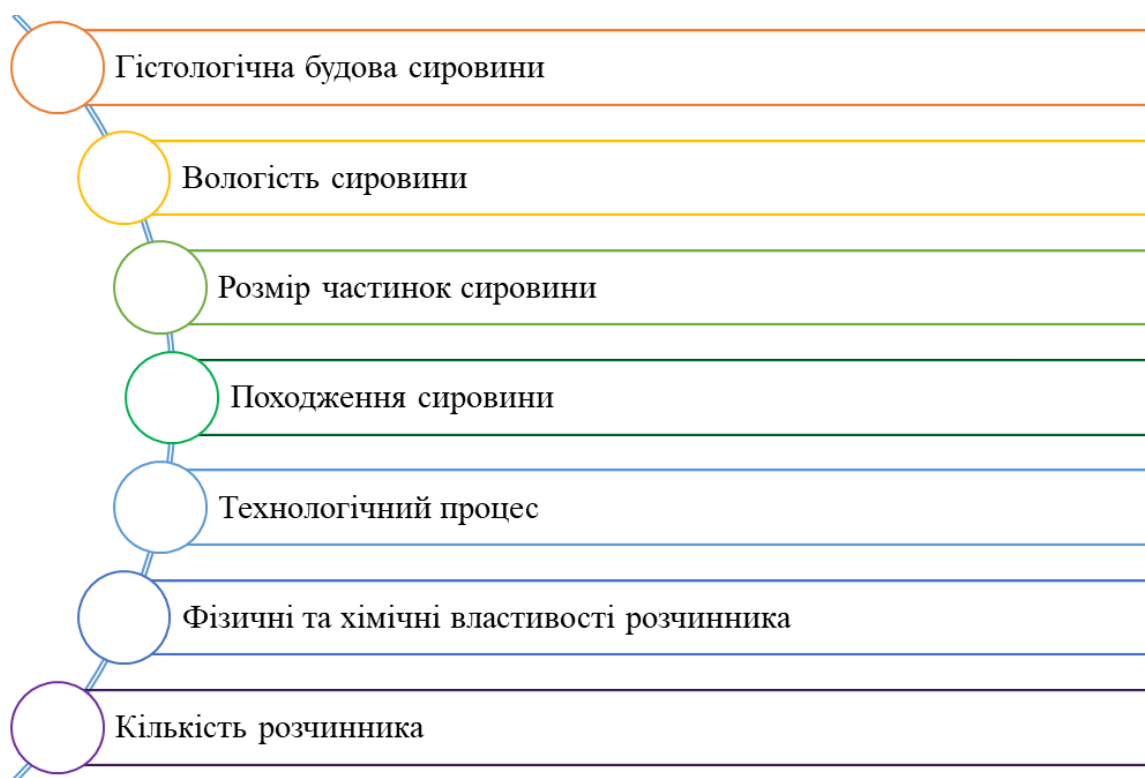 Гістологічна будова сировини
Вологість сировини
Розмір частинок сировини
Походження сировини
Технологічний процес
Фізичні та хімічні властивості розчинника
Кількість розчинника